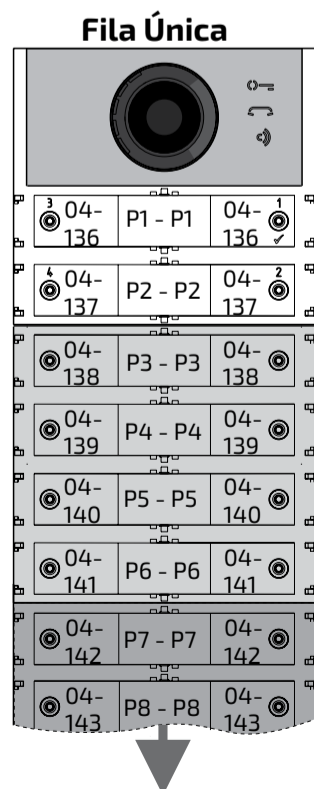 Fila Única
3 04- P1 - P1 04- 1
136 136 ✓
4 04- P2 - P2 04- 2
137 137
04- P3 - P3 04-
138 138
04- P4 - P4 04-
139 139
04- P5 - P5 04-
140 140
04- P6 - P6 04-
141 141
04- P7 - P7 04-
142 142
04- P8 - P8 04-
143 143